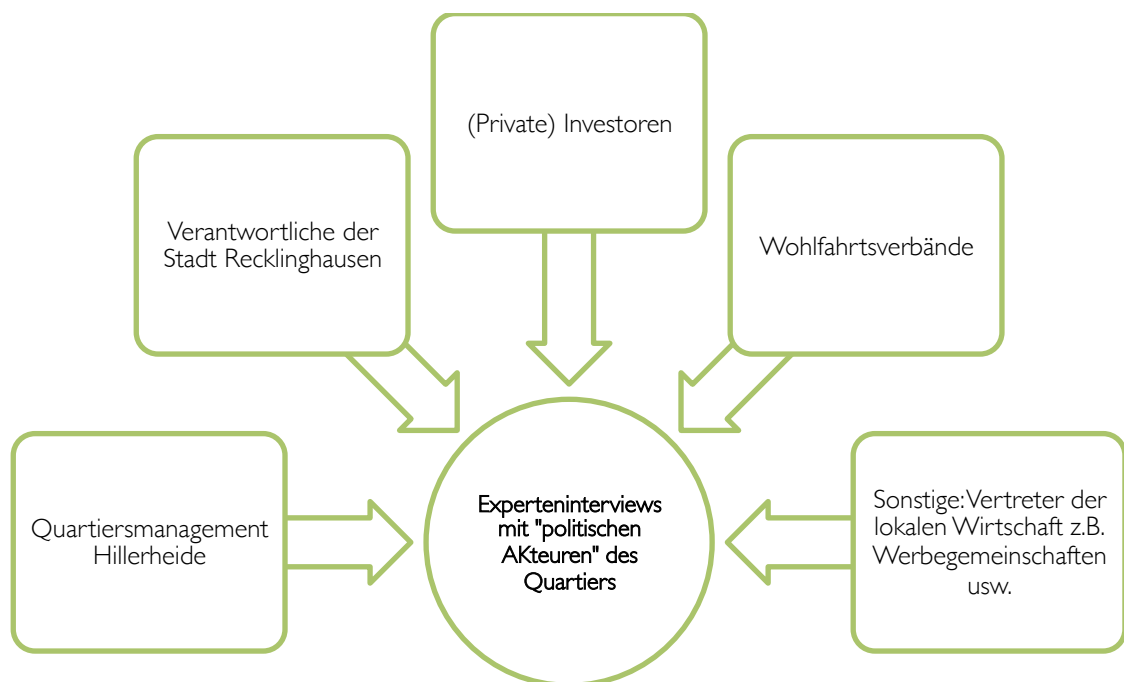 (Private) Investoren
Verantwortliche der
Stadt Recklinghausen
Wohlfahrtsverbände
Quartiersmanagement
Hillerheide
Experteninterviews
mit "politischen
AKteuren" des
Quartiers
Sonstige: Vertreter der
lokalen Wirtschaft z.B.
Werbegemeinschaften
usw.